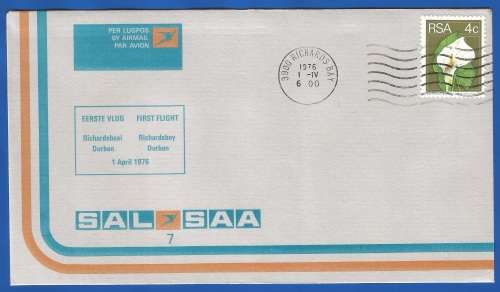 PER LUGPOS
BY AIRMAIL
PAR AVION
3900 RICHARDS BAY
1976
1 -IV
6 00
RSA 4c
EERSTE VLUG FIRST FLIGHT
Richardsbaai Richardsbay
Durban Durban
1 April 1976
SAL SAA
7